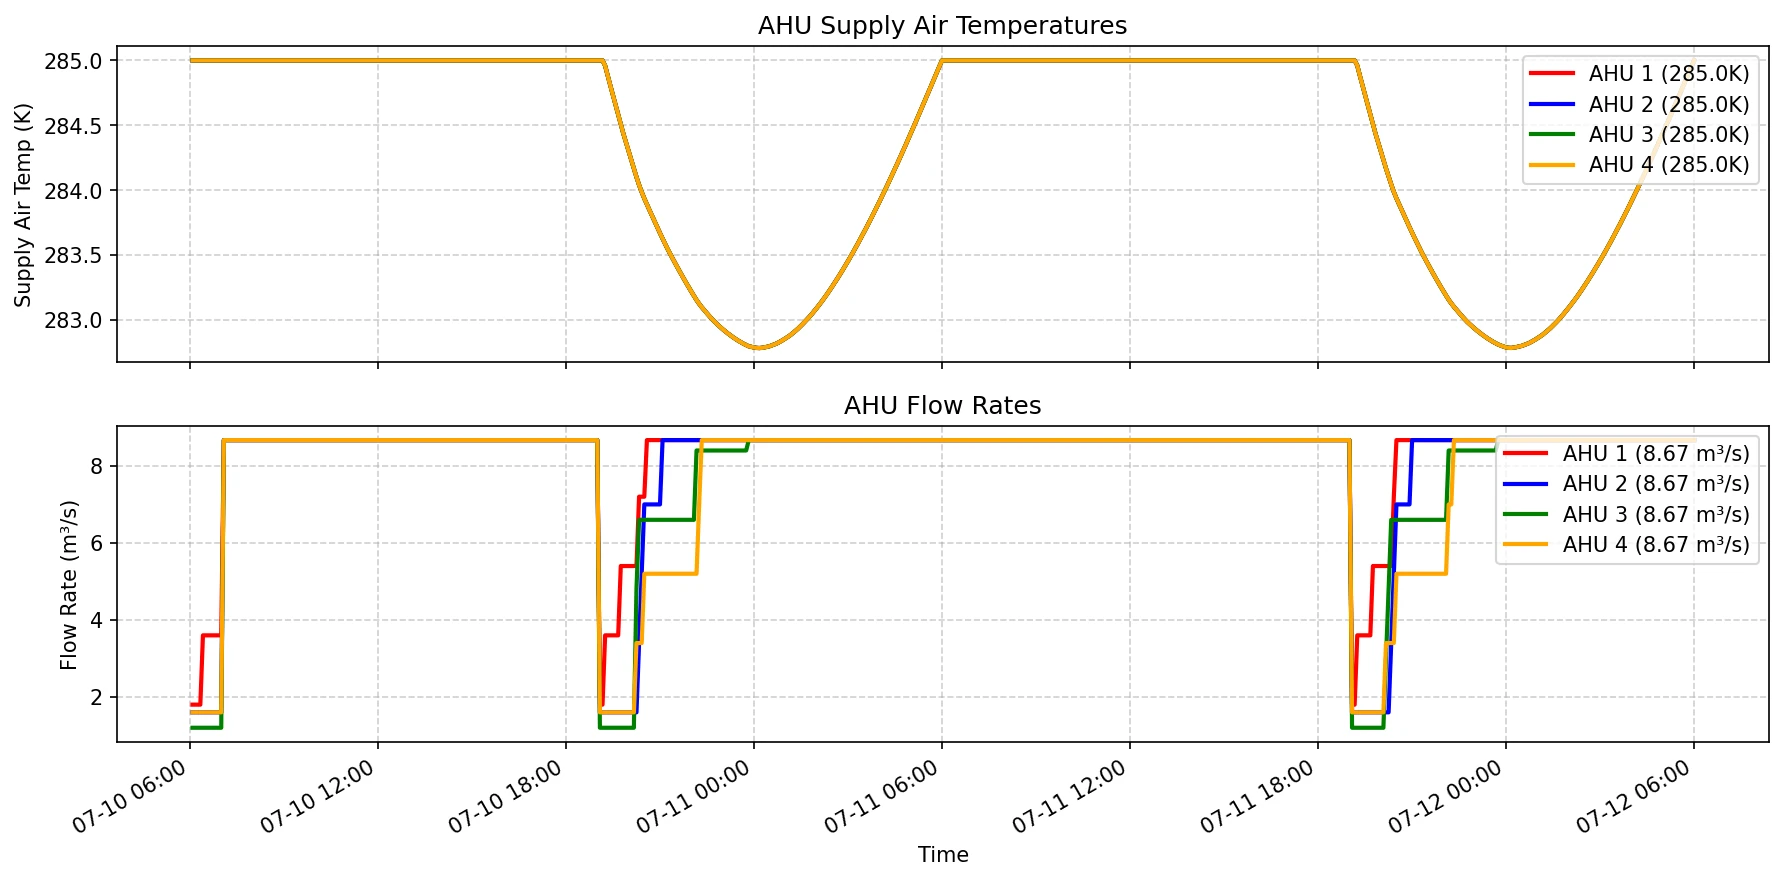 AHU Supply Air Temperatures
Supply Air Temp (K)
285.0
284.5
284.0
283.5
283.0
AHU 1 (285.0K)
AHU 2 (285.0K)
AHU 3 (285.0K)
AHU 4 (285.0K)
AHU Flow Rates
Flow Rate (m³/s)
8
6
4
2
AHU 1 (8.67 m³/s)
AHU 2 (8.67 m³/s)
AHU 3 (8.67 m³/s)
AHU 4 (8.67 m³/s)
07-10 06:00
07-10 12:00
07-10 18:00
07-11 00:00
07-11 06:00
07-11 12:00
07-11 18:00
07-12 00:00
07-12 06:00
Time